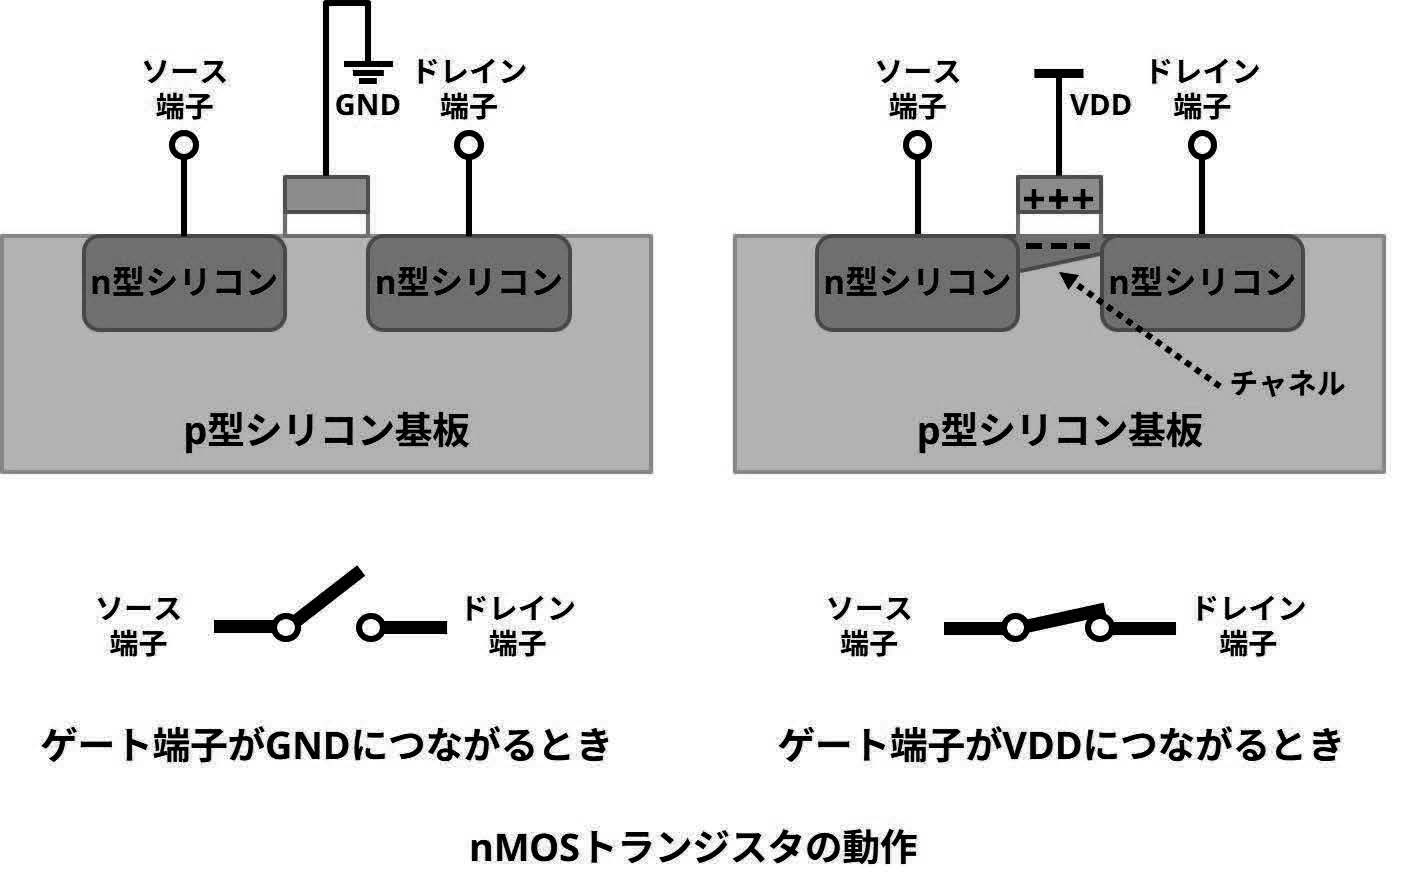 ソース
端子
GND
ドレイン
端子
n型シリコン
n型シリコン
p型シリコン基板
ソース
端子
VDD
ドレイン
端子
+++
---
n型シリコン
n型シリコン
チャネル
p型シリコン基板
ソース
端子
ドレイン
端子
ソース
端子
ドレイン
端子
ゲート端子がGNDにつながるとき
ゲート端子がVDDにつながるとき
nMOSトランジスタの動作